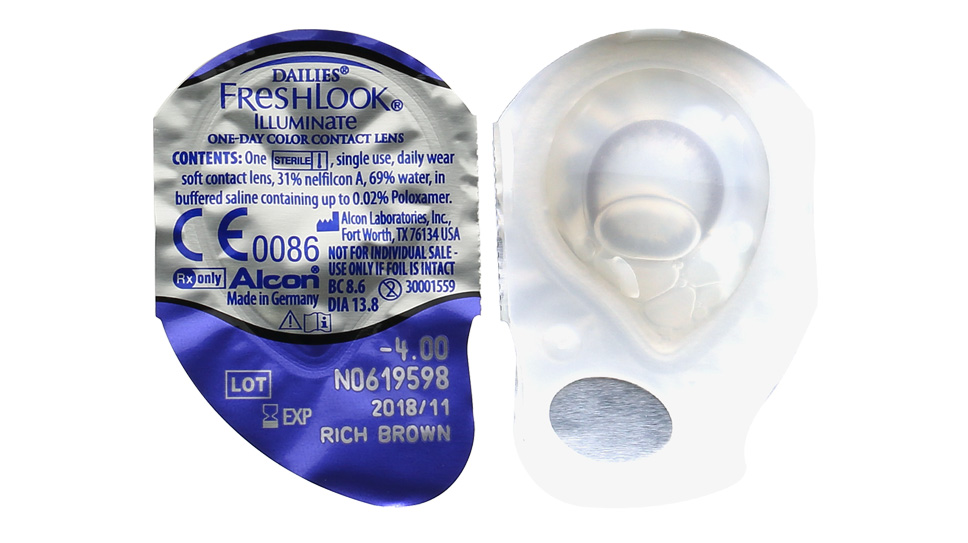 DAILIES®
FRESHLOOK®
ILLUMINATE
ONE-DAY COLOR CONTACT LENS
CONTENTS: One STERILE, single use, daily wear
soft contact lens, 31% nelfilcon A, 69% water, in
buffered saline containing up to 0.02% Poloxamer.
CE 0086
Alcon Laboratories, Inc.,
Fort Worth, TX 76134 USA
NOT FOR INDIVIDUAL SALE -
USE ONLY IF FOIL IS INTACT
Rx only Alcon®
BC 8.6 2 30001559
Made in Germany
DIA 13.8
-4.00
LOT N0619598
EXP 2018/11
RICH BROWN